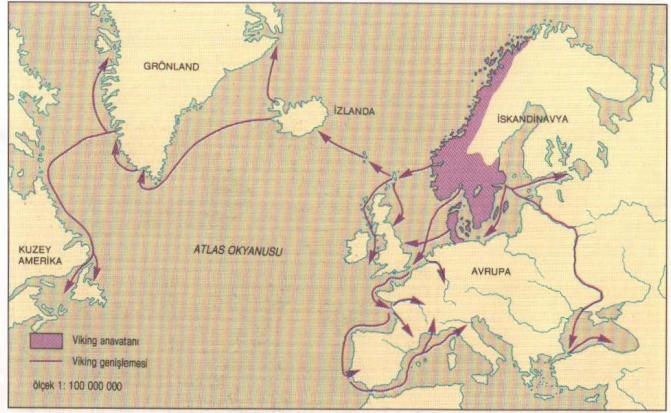 GRÖNLAND
İZLANDA
İSKANDİNAVYA
KUZEY
AMERİKA
ATLAS OKYANUSU
AVRUPA
Viking anavatanı
Viking genişlemesi
ölçek 1: 100 000 000